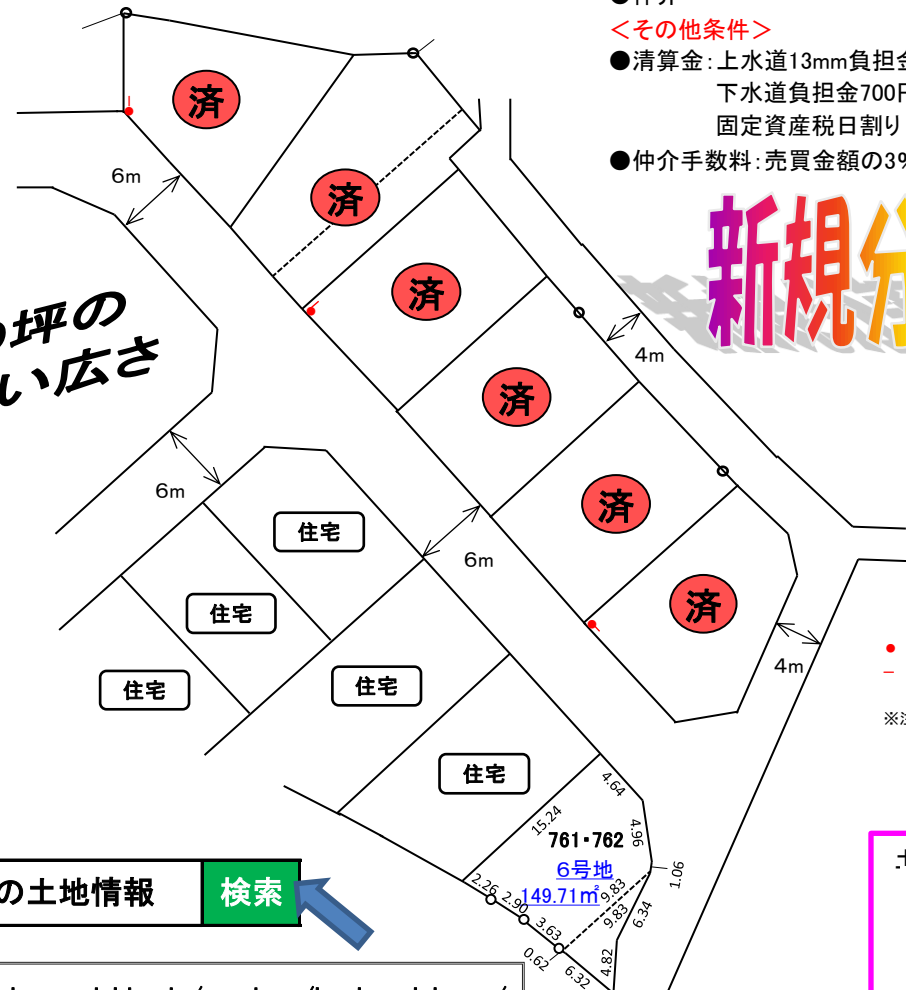 <その他条件>
●清算金：上水道13mm負担金
下水道負担金700円
固定資産税日割り
●仲介手数料：売買金額の3%
新規分
坪の
い広さ
済
済
済
済
済
済
6m
6m
6m
4m
4m
住宅
住宅
住宅
住宅
住宅
4.64
4.96
15.24
761・762
6号地
149.71㎡
1.06
9.83
9.83
6.34
2.26
2.90
3.63
0.62
6.32
4.82
の土地情報
検索